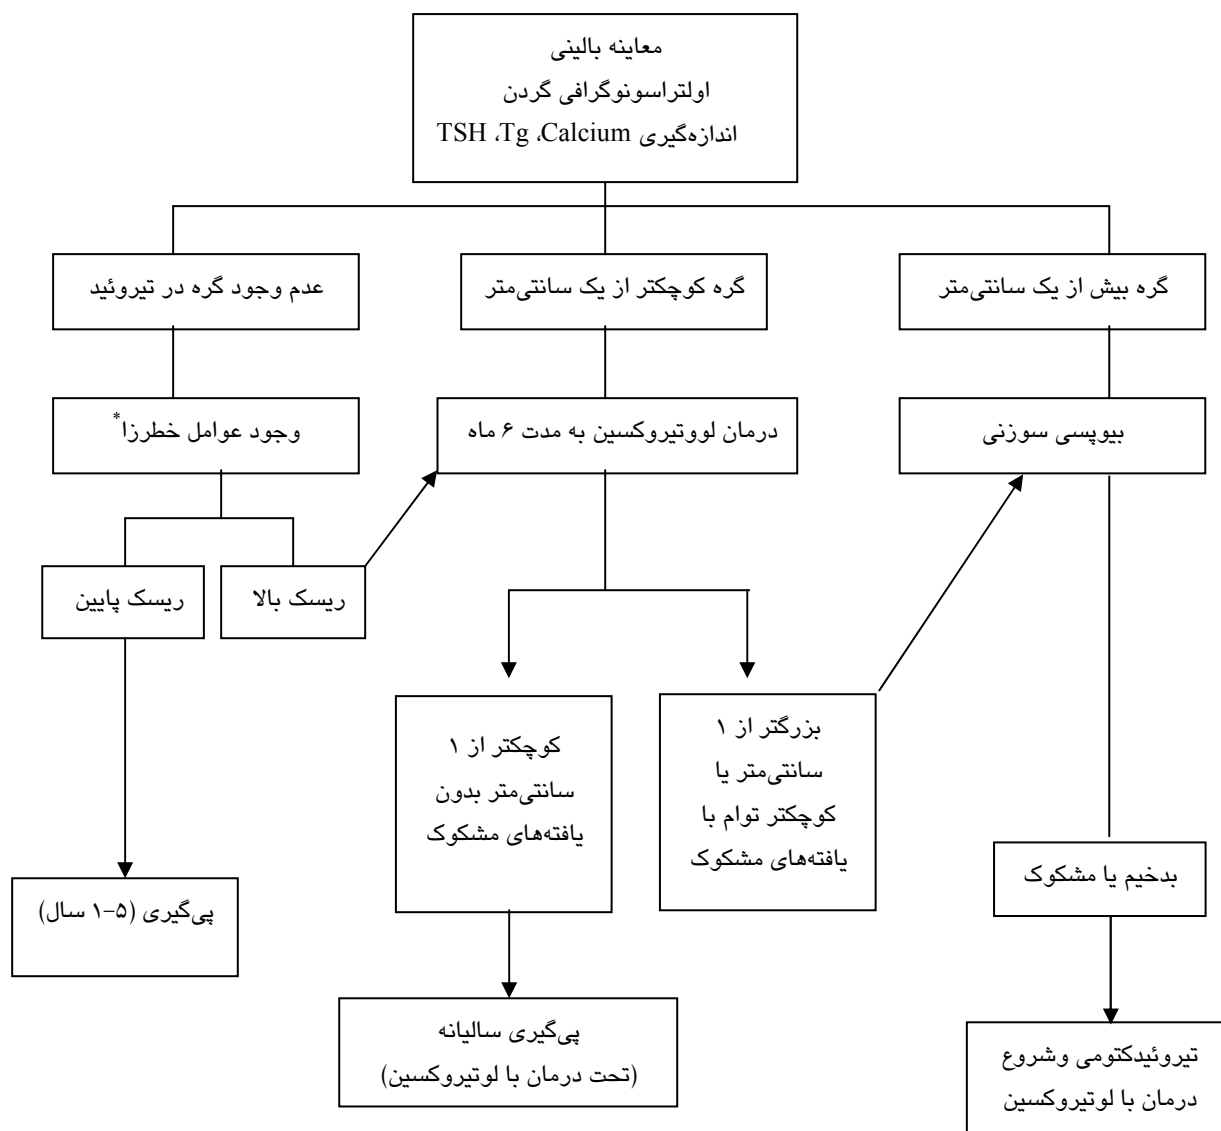 معاینه بالینی
اولتراسونوگرافی گردن
اندازه‌گیری TSH ،Tg ،Calcium
گره بیش از یک سانتی‌متر
گره کوچکتر از یک سانتی‌متر
عدم وجود گره در تیروئید
بیوپسی سوزنی
درمان لووتیروکسین به مدت ۶ ماه
وجود عوامل خطرزا*
ریسک بالا
ریسک پایین
بزرگتر از ۱
سانتی‌متر یا
کوچکتر توام با
یافته‌های مشکوک
کوچکتر از ۱
سانتی‌متر بدون
یافته‌های مشکوک
بدخیم یا مشکوک
پی‌گیری (۵-۱ سال)
پی‌گیری سالیانه
(تحت درمان با لوتیروکسین)
تیروئیدکتومی وشروع
درمان با لوتیروکسین